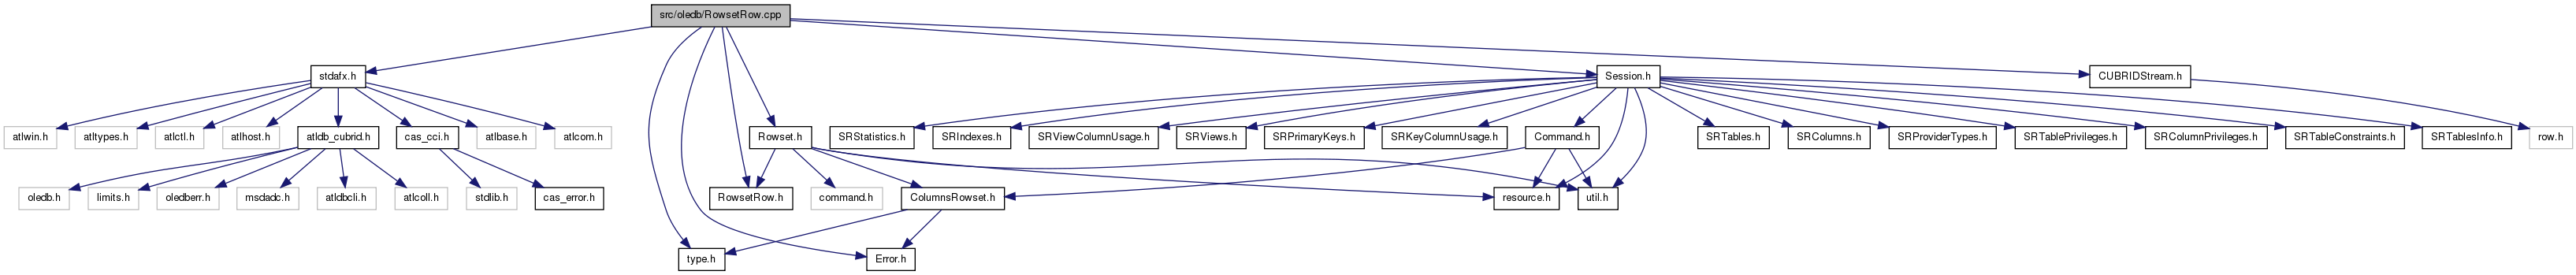 src/oledb/RowsetRow.cpp
stdafx.h
Session.h
CUBRIDStream.h
atlwin.h
atltypes.h
atlctl.h
atlhost.h
atldb_cubrid.h
cas_cci.h
atlbase.h
atlcom.h
Rowset.h
SRStatistics.h
SRIndexes.h
SRViewColumnUsage.h
SRViews.h
SRPrimaryKeys.h
SRKeyColumnUsage.h
Command.h
SRTables.h
SRColumns.h
SRProviderTypes.h
SRTablePrivileges.h
SRColumnPrivileges.h
SRTableConstraints.h
SRTablesInfo.h
row.h
oledb.h
limits.h
oledberr.h
msdadc.h
atldbcli.h
atlcoll.h
stdlib.h
cas_error.h
RowsetRow.h
command.h
ColumnsRowset.h
resource.h
util.h
type.h
Error.h